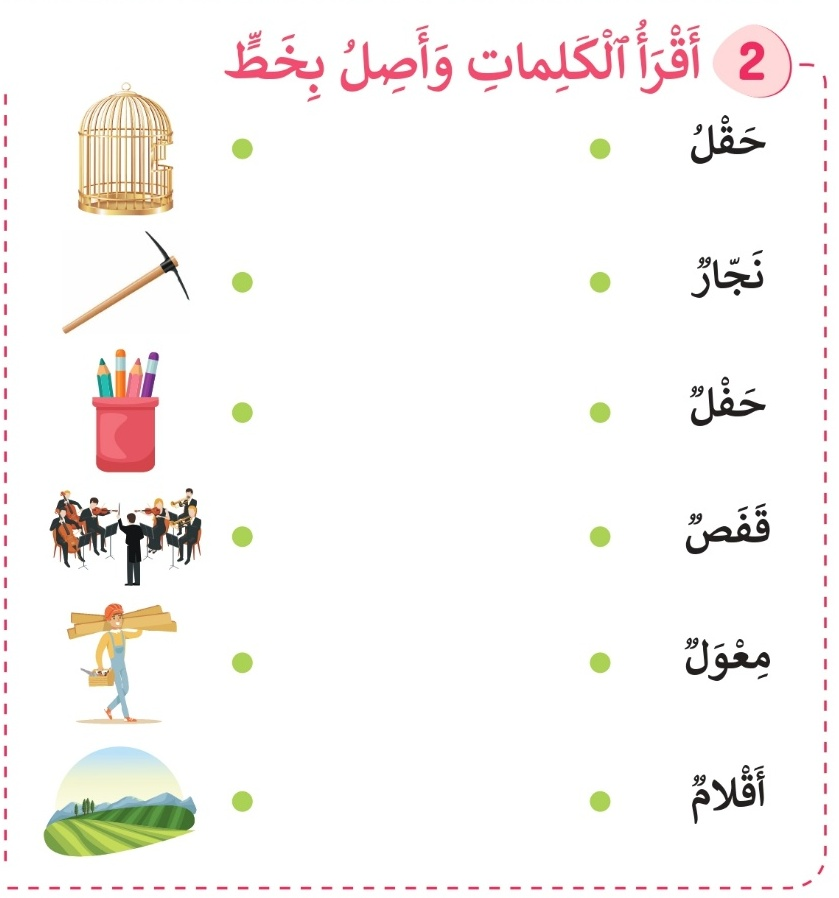 2 أَقْرَأُ ٱلْكَلِماتِ وَأَصِلُ بِخَطٍّ
حَقْلُ
نَجّارٌ
حَفْلٌ
قَفَصٌ
مِعْوَلٌ
أَقْلامٌ